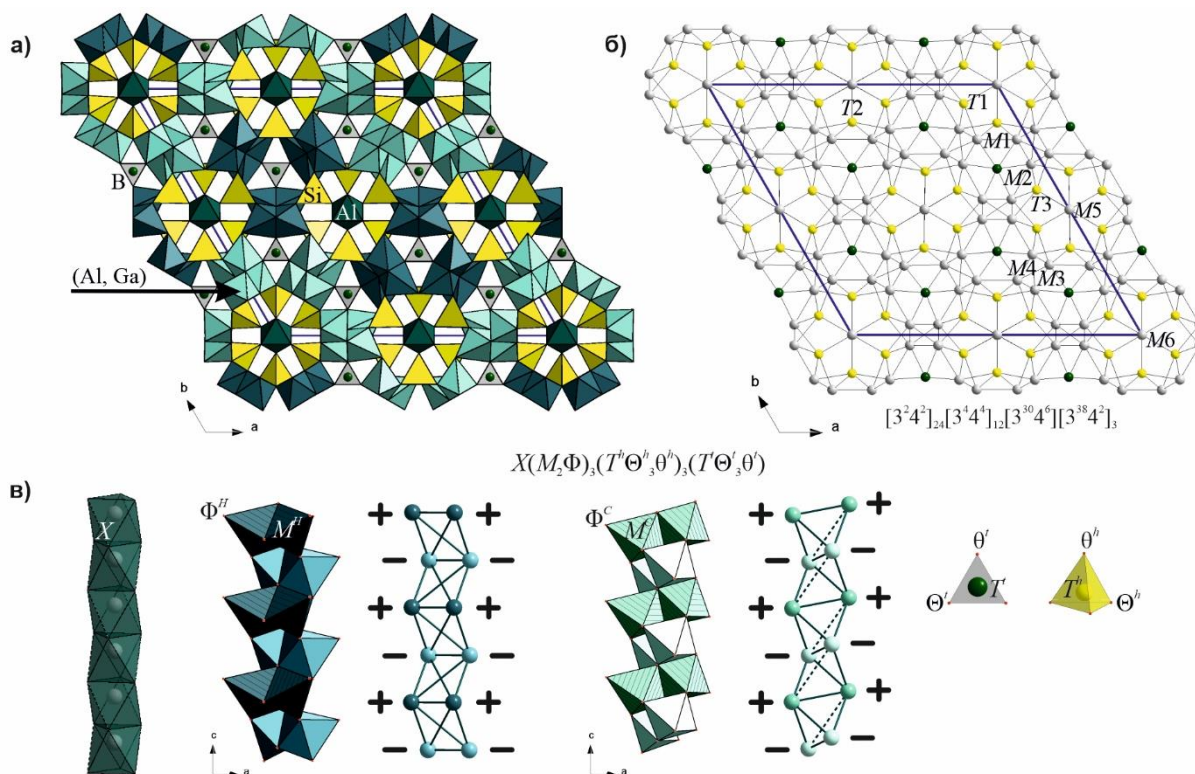 а)
B
Si
Al
(Al, Ga)
b
a
б)
T2
T1
M1
M2
T3
M5
M4
M3
M6
b
a
[3²4²]₂₄[3⁴4⁴]₁₂[3³⁰4⁶][3³⁸4²]₃
X(M₂Φ)₃(TʰΘʰ₃θʰ)₃(TᵗΘᵗ₃θᵗ)
в)
X
Φᴴ
Mᴴ
c
a
+ +
− −
+ +
− −
+ +
− −
Φᶜ
Mᶜ
c
a
+ +
− −
+ +
− −
+ +
− −
θᵗ
Tᵗ
Θᵗ
θʰ
Tʰ
Θʰ